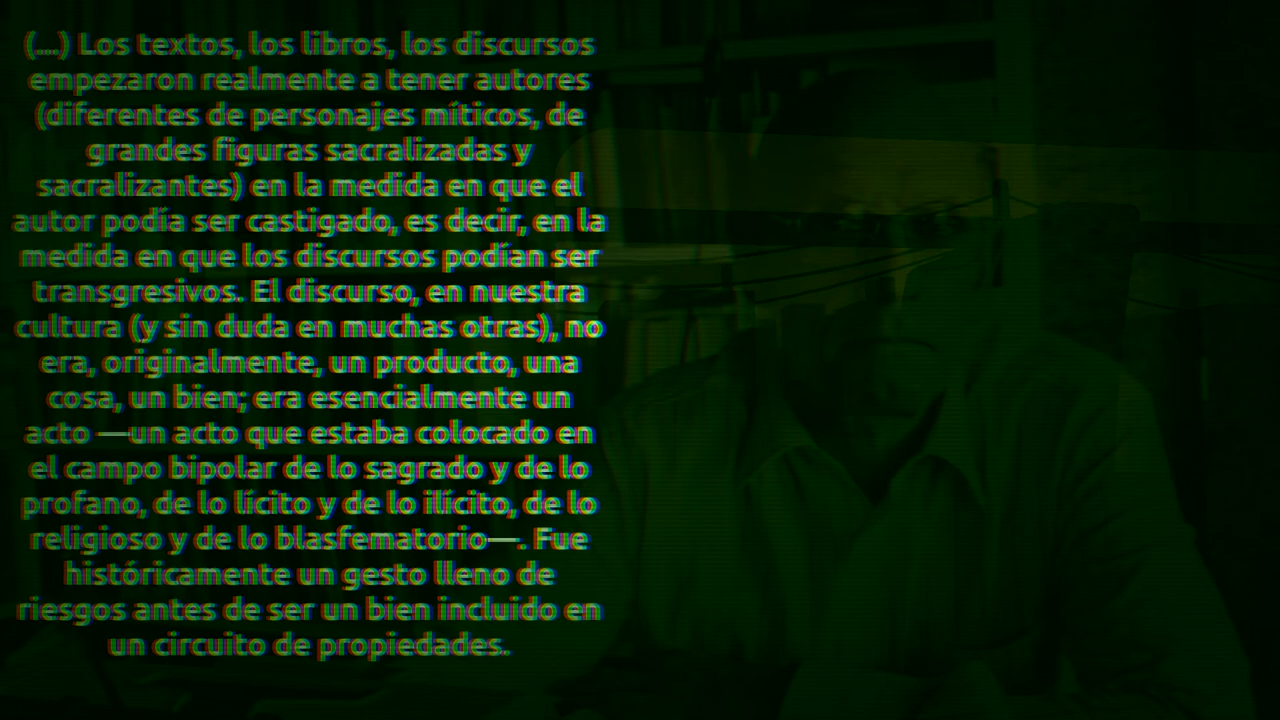 (...) Los textos, los libros, los discursos
empezaron realmente a tener autores
(diferentes de personajes míticos, de
grandes figuras sacralizadas y
sacralizantes) en la medida en que el
autor podía ser castigado, es decir, en la
medida en que los discursos podían ser
transgresivos. El discurso, en nuestra
cultura (y sin duda en muchas otras), no
era, originalmente, un producto, una
cosa, un bien; era esencialmente un
acto —un acto que estaba colocado en
el campo bipolar de lo sagrado y de lo
profano, de lo lícito y de lo ilícito, de lo
religioso y de lo blasfematorio—. Fue
históricamente un gesto lleno de
riesgos antes de ser un bien incluido en
un circuito de propiedades.